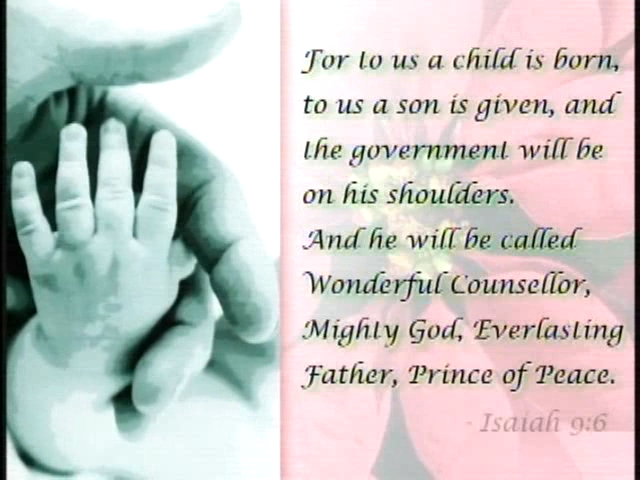 For to us a child is born,
to us a son is given, and
the government will be
on his shoulders.
And he will be called
Wonderful Counsellor,
Mighty God, Everlasting
Father, Prince of Peace.
- Isaiah 9:6